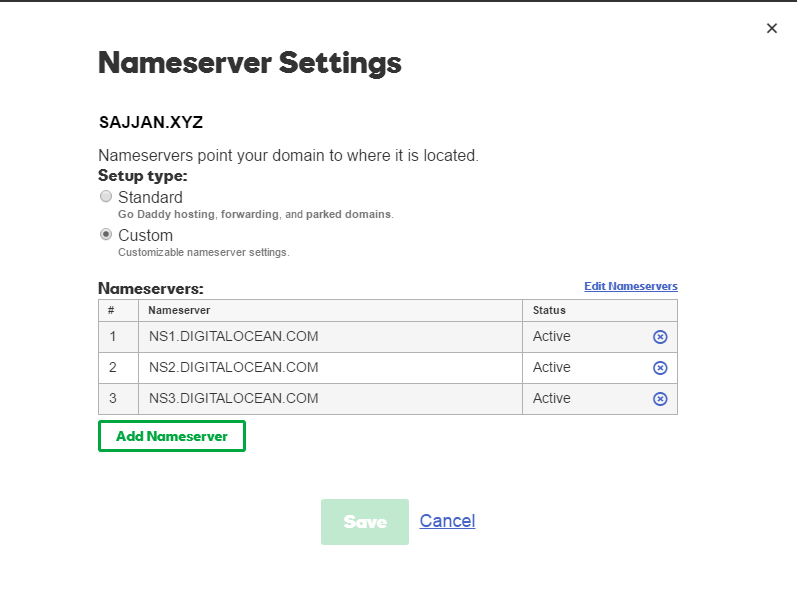 Nameserver Settings
SAJJAN.XYZ
Nameservers point your domain to where it is located.
Setup type:
Standard
Go Daddy hosting, forwarding, and parked domains.
Custom
Customizable nameserver settings.
Nameservers: Edit Nameservers
# Nameserver Status
1 NS1.DIGITALOCEAN.COM Active
2 NS2.DIGITALOCEAN.COM Active
3 NS3.DIGITALOCEAN.COM Active
Add Nameserver
Save Cancel